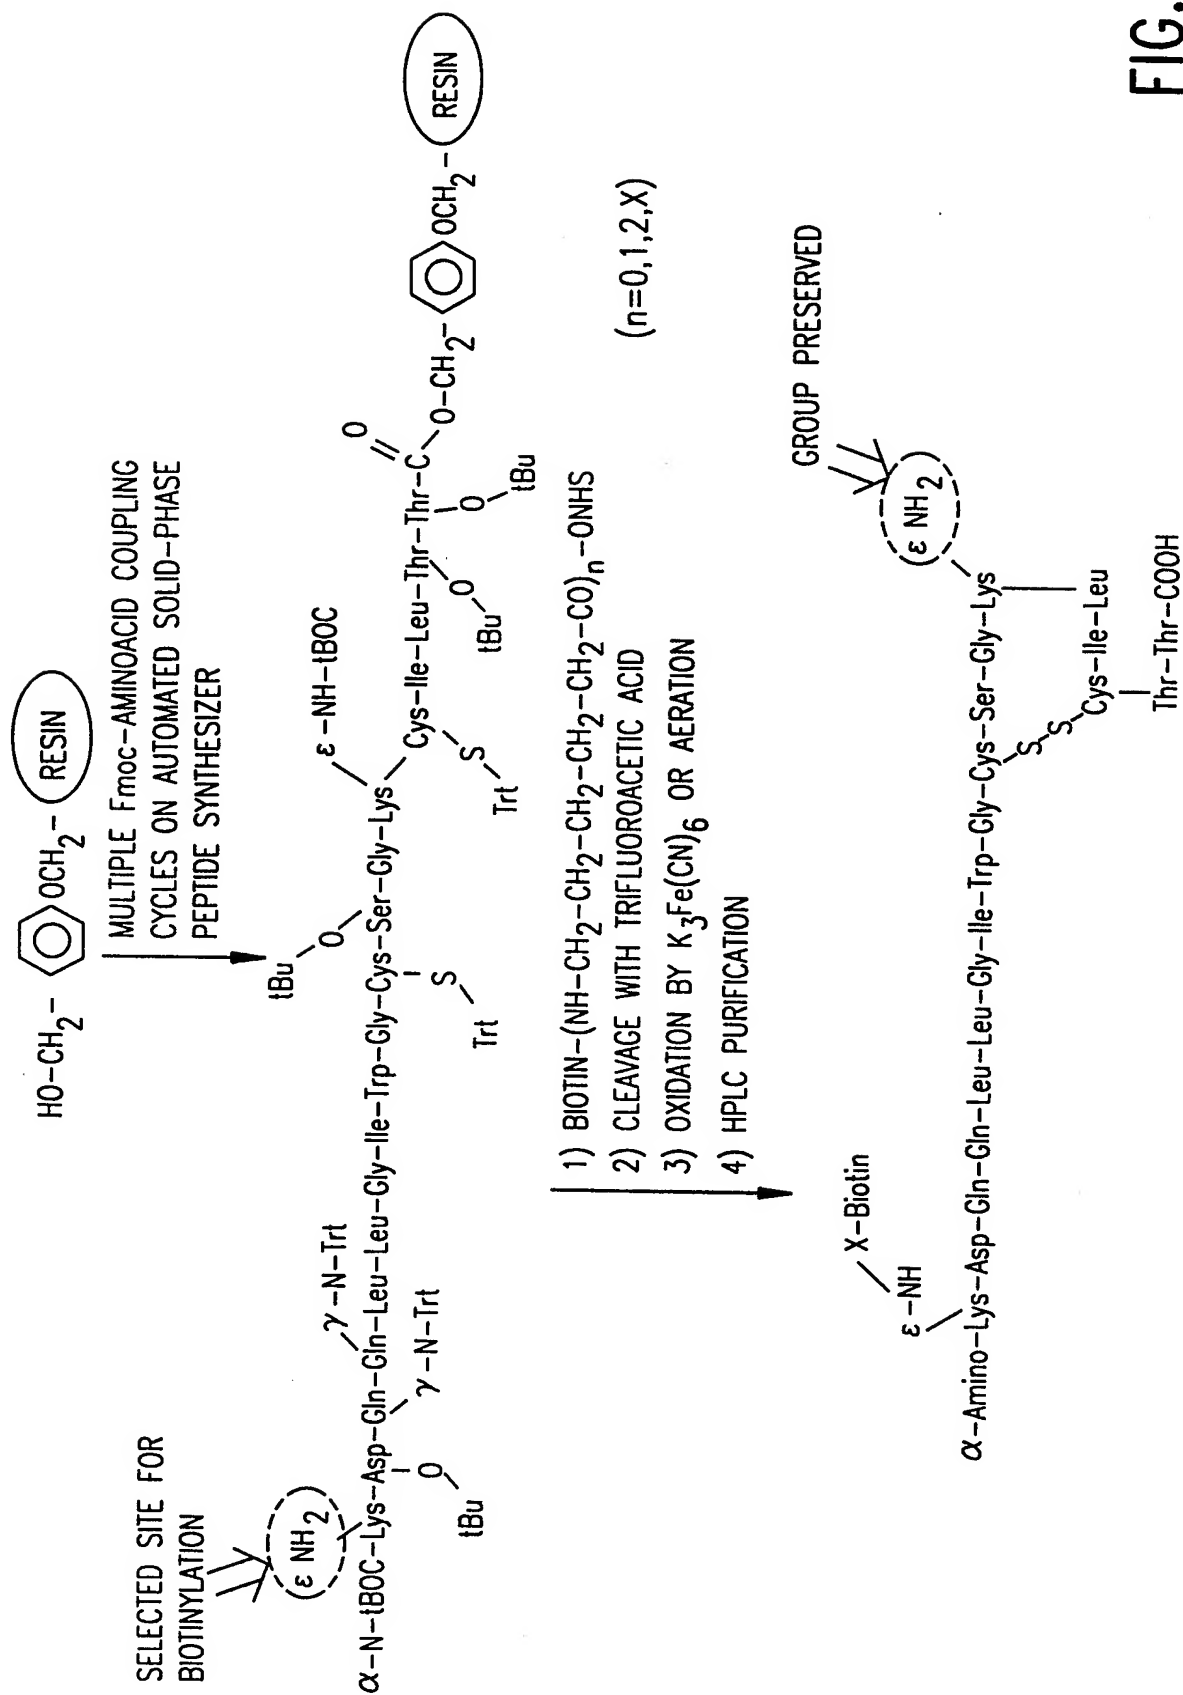 HO-CH2- OCH2- RESIN
MULTIPLE Fmoc-AMINOACID COUPLING
CYCLES ON AUTOMATED SOLID-PHASE
PEPTIDE SYNTHESIZER
SELECTED SITE FOR
BIOTINYLATION
ε NH2
α-N-tBOC-Lys-Asp-Gln-Gln-Leu-Leu-Gly-Ile-Trp-Gly-Cys-Ser-Gly-Lys
O
tBu
γ-N-Trt
γ-N-Trt
S
Trt
tBu
O
ε-NH-tBOC
Cys-Ile-Leu-Thr-Thr-C
S
Trt
O
tBu
O
tBu
O
O-CH2- OCH2- RESIN
1) BIOTIN-(NH-CH2-CH2-CH2-CH2-CH2-CO)n-ONHS
(n=0,1,2,X)
2) CLEAVAGE WITH TRIFLUROACETIC ACID
3) OXIDATION BY K3Fe(CN)6 OR AERATION
4) HPLC PURIFICATION
X-Biotin
ε-NH
α-Amino-Lys-Asp-Gln-Gln-Leu-Leu-Gly-Ile-Trp-Gly-Cys-Ser-Gly-Lys
GROUP PRESERVED
ε NH2
S
S
Cys-Ile-Leu
Thr-Thr-COOH
FIG.